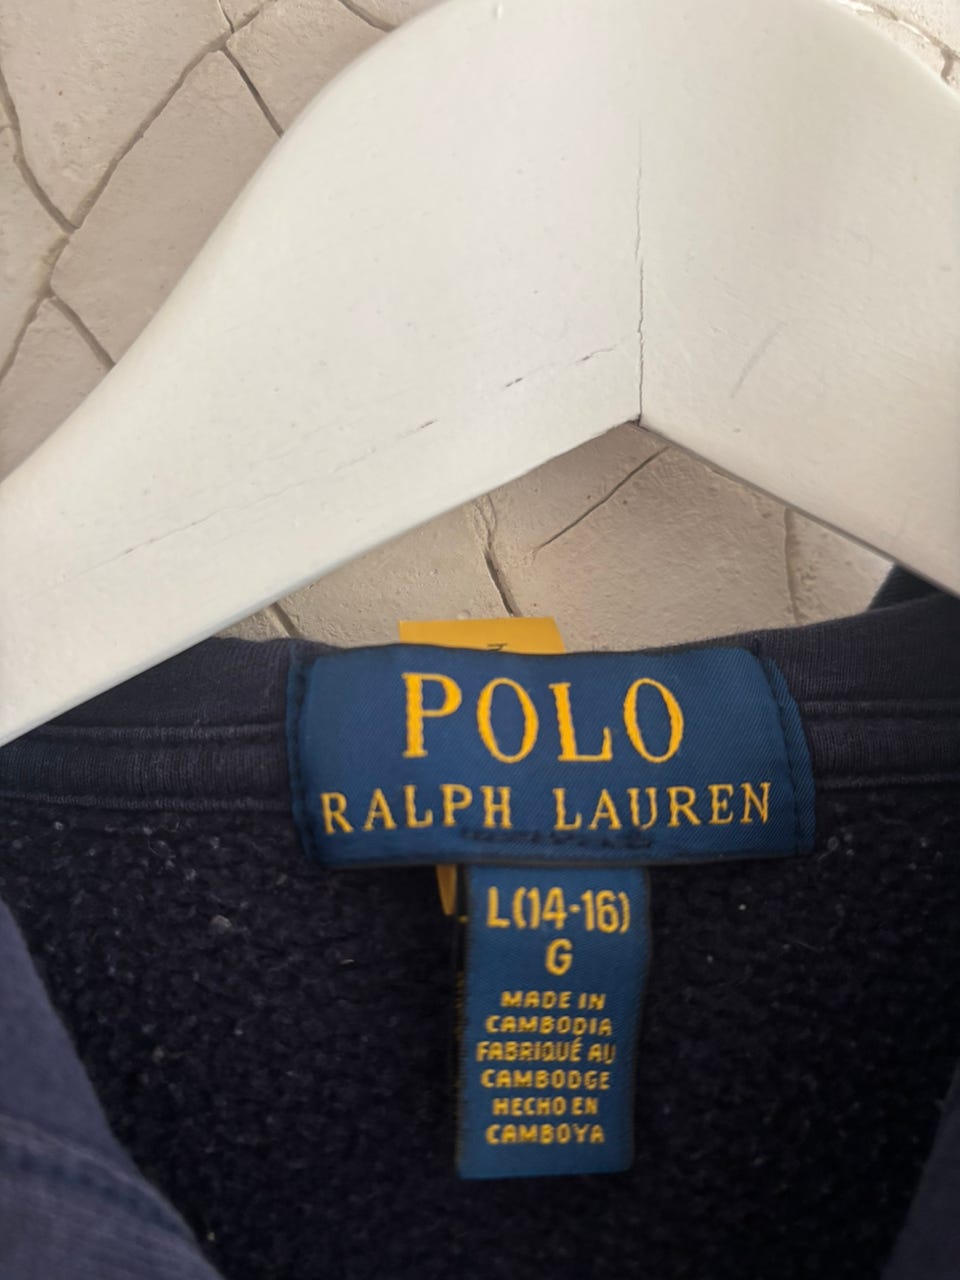 POLO
RALPH LAUREN
L(14-16)
G
MADE IN
CAMBODIA
FABRIQUÉ AU
CAMBODGE
HECHO EN
CAMBOYA